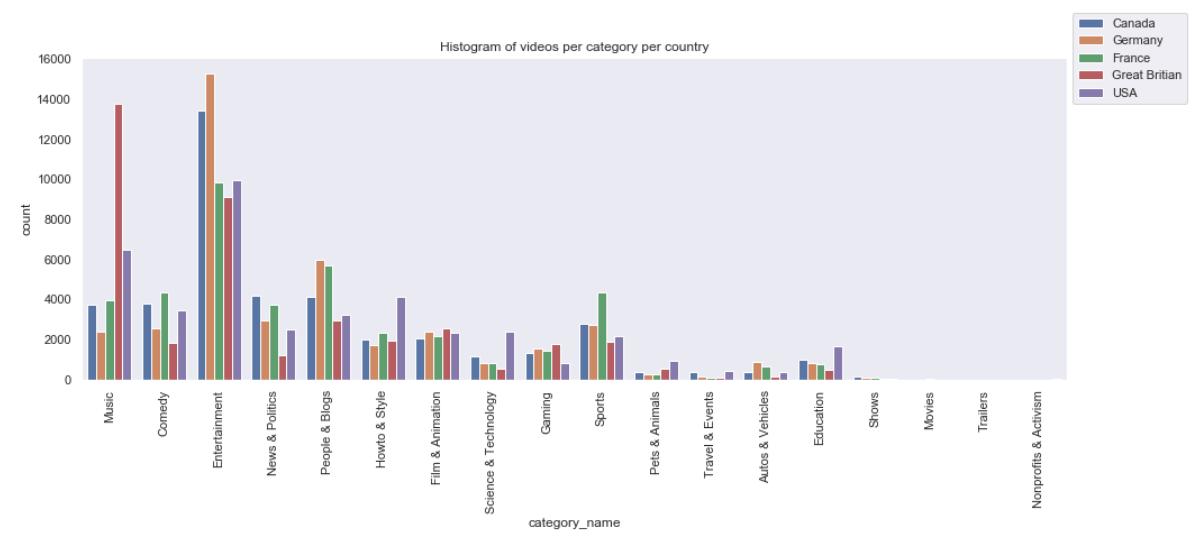 Canada
Germany
France
Great Britian
USA
Histogram of videos per category per country
16000
14000
12000
10000
8000
6000
4000
2000
0
count
Music
Comedy
Entertainment
News & Politics
People & Blogs
Howto & Style
Film & Animation
Science & Technology
Gaming
Sports
Pets & Animals
Travel & Events
Autos & Vehicles
Education
Shows
Movies
Trailers
Nonprofits & Activism
category_name